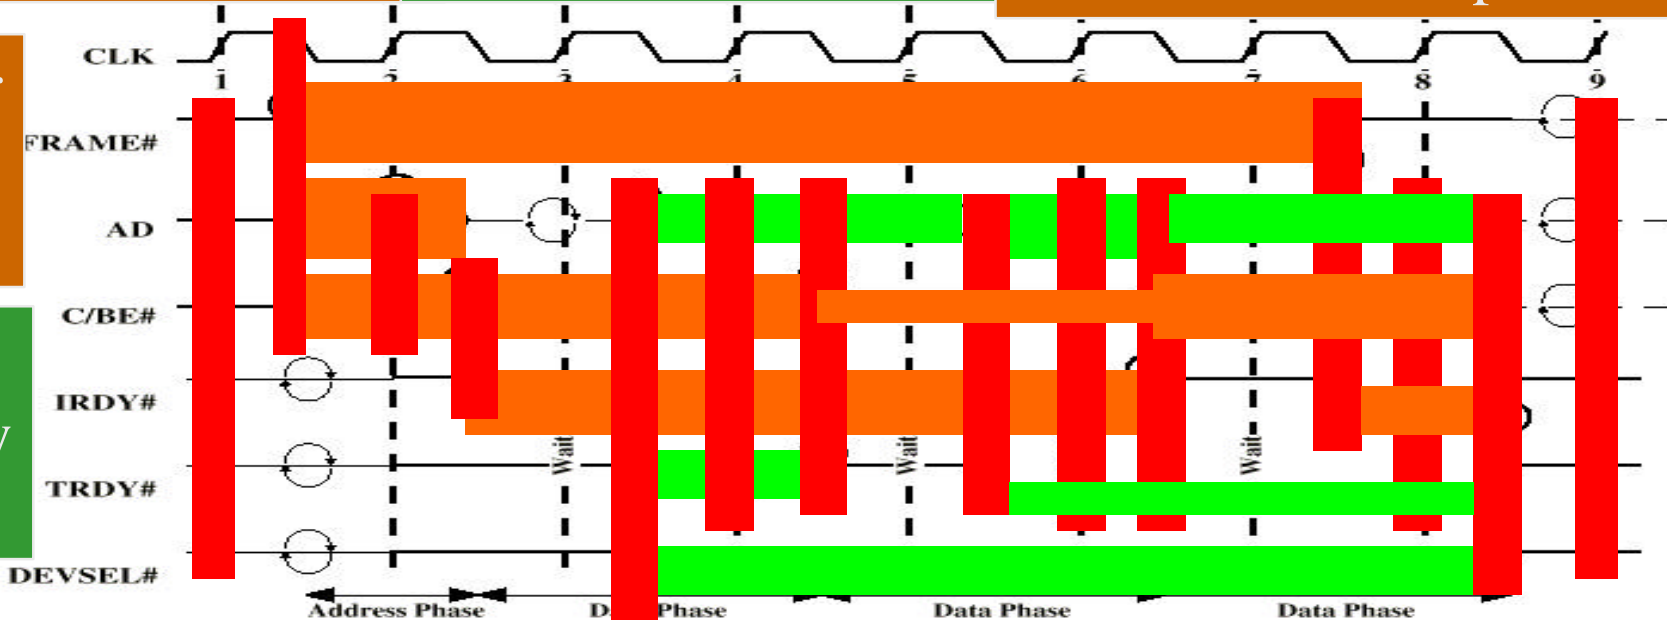 CLK
1 2 3 4 5 6 7 8 9
FRAME#
AD
C/BE#
IRDY#
Wait Wait Wait
TRDY#
DEVSEL#
Address Phase Phase Data Phase Data Phase